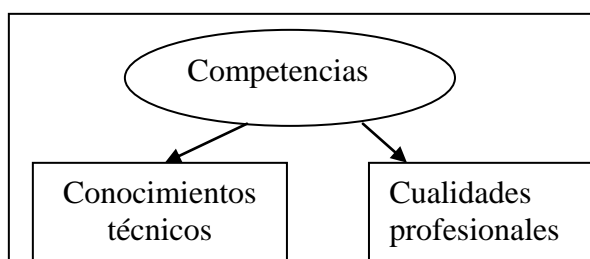 Competencias
Conocimientos
técnicos
Cualidades
profesionales